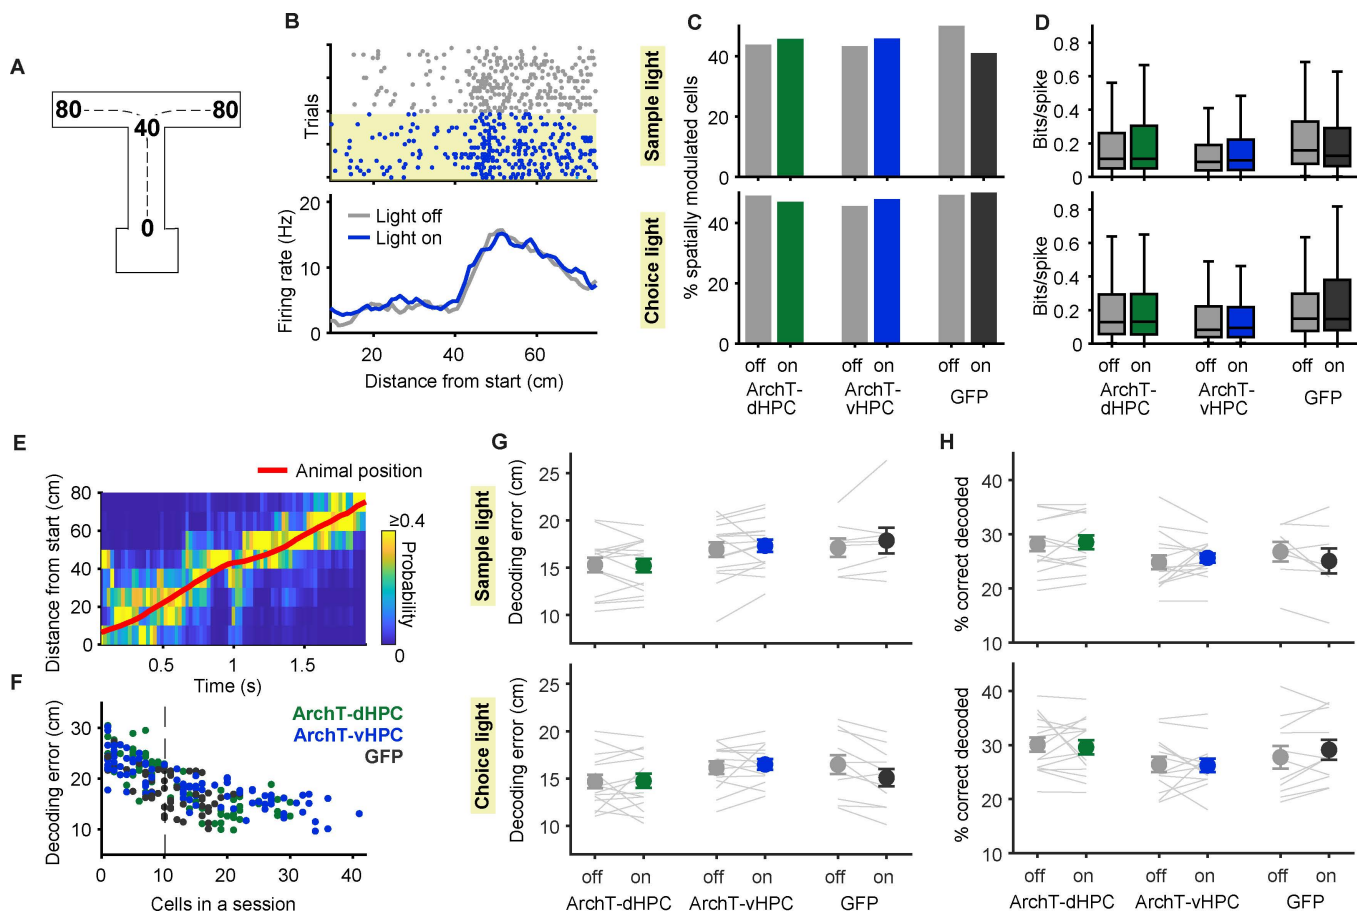 A
80
80
40
0
B
Trials
20
10
0
Firing rate (Hz)
Light off
Light on
20
40
60
Distance from start (cm)
Sample light
Choice light
C
40
20
0
40
20
0
% spatially modulated cells
off on
off on
off on
ArchT-
dHPC
ArchT-
vHPC
GFP
D
0.8
0.6
0.4
0.2
0
Bits/spike
0.8
0.6
0.4
0.2
0
Bits/spike
off on
off on
off on
ArchT-
dHPC
ArchT-
vHPC
GFP
E
Animal position
80
60
40
20
0
Distance from start (cm)
0.5
1
1.5
Time (s)
≥0.4
Probability
0
F
ArchT-dHPC
ArchT-vHPC
GFP
30
20
10
Decoding error (cm)
0
10
20
30
40
Cells in a session
Sample light
Choice light
G
25
20
15
10
Decoding error (cm)
25
20
15
10
Decoding error (cm)
off on
off on
off on
ArchT-dHPC
ArchT-vHPC
GFP
H
40
30
20
10
% correct decoded
40
30
20
10
% correct decoded
off on
off on
off on
ArchT-dHPC
ArchT-vHPC
GFP